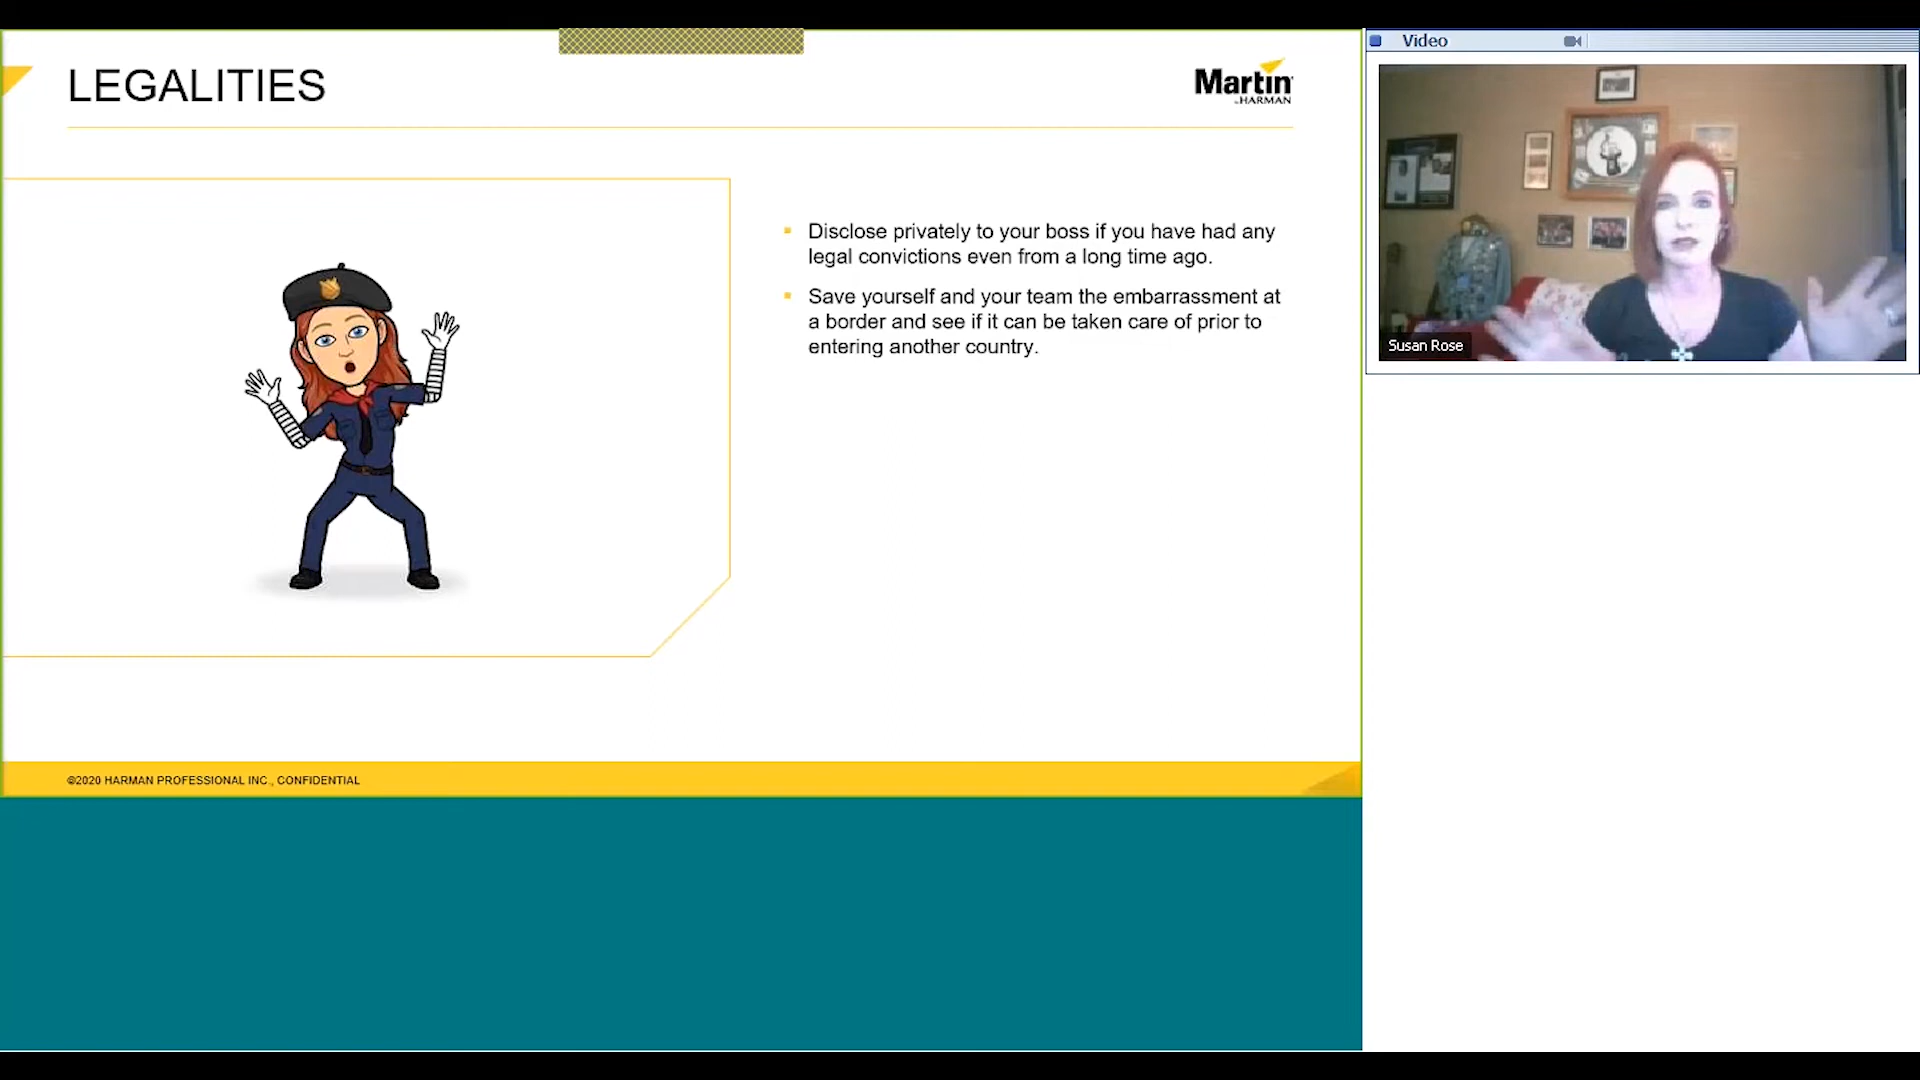 LEGALITIES
Martin
by HARMAN
Disclose privately to your boss if you have had any
legal convictions even from a long time ago.
Save yourself and your team the embarrassment at
a border and see if it can be taken care of prior to
entering another country.
©2020 HARMAN PROFESSIONAL INC., CONFIDENTIAL
Video
Susan Rose